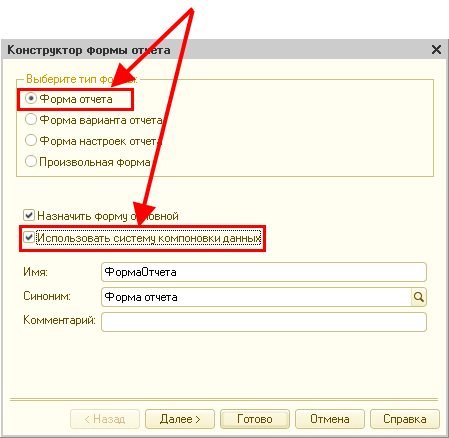 Конструктор формы отчета
Выберите тип формы:
Форма отчета
Форма варианта отчета
Форма настроек отчета
Произвольная форма
Назначить форму основной
Использовать систему компоновки данных
Имя: ФормаОтчета
Синоним: Форма отчета
Комментарий:
< Назад Далее > Готово Отмена Справка